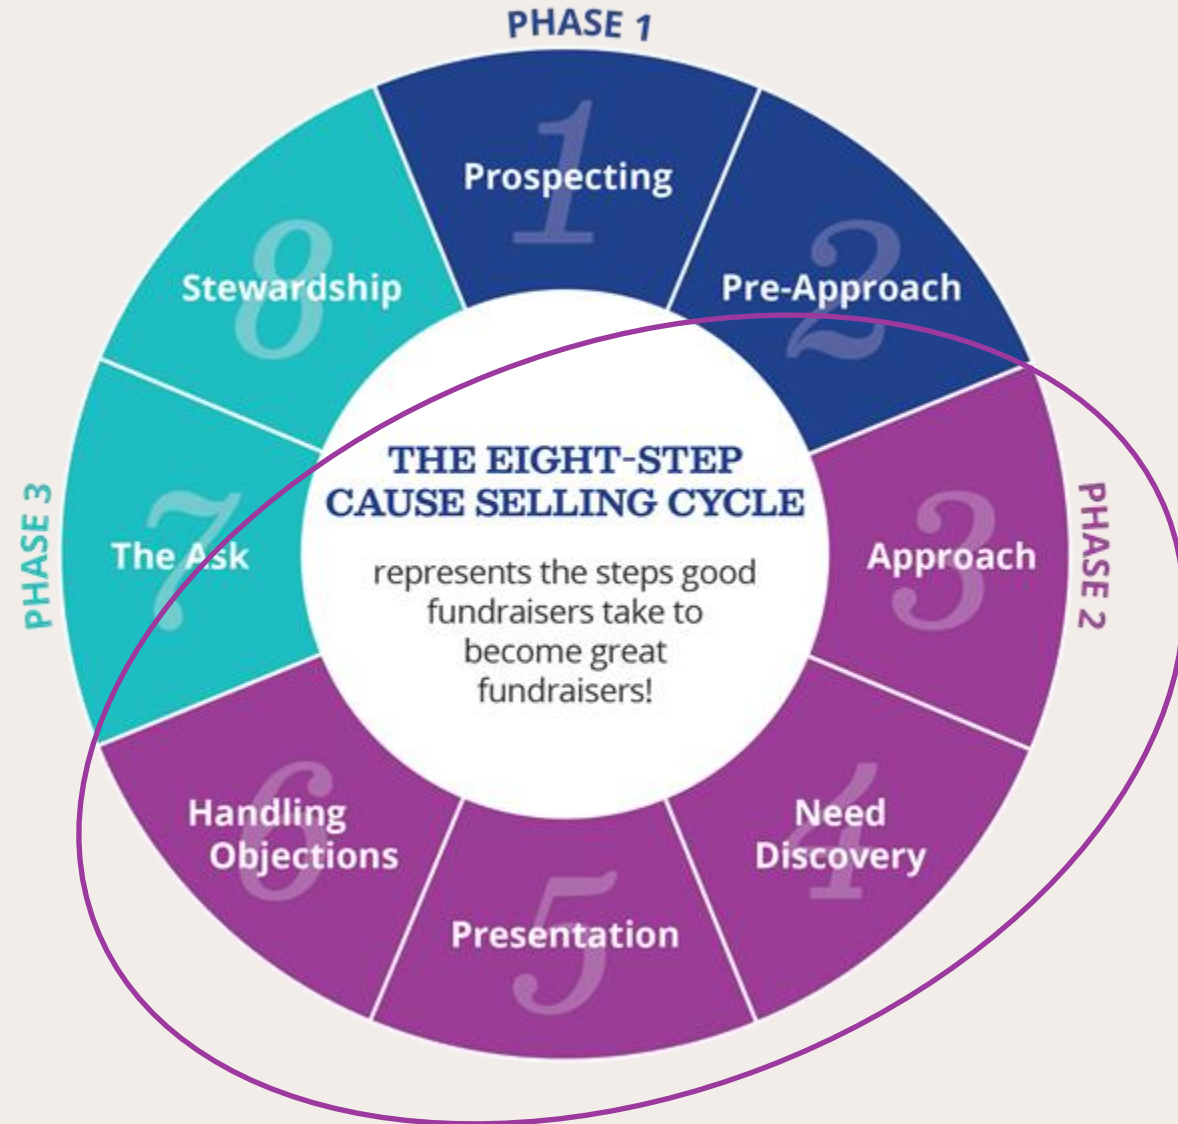 PHASE 1
1
Prospecting
2
Pre-Approach
PHASE 2
3
Approach
4
Need
Discovery
5
Presentation
6
Handling
Objections
PHASE 3
7
The Ask
8
Stewardship
THE EIGHT-STEP
CAUSE SELLING CYCLE
represents the steps good
fundraisers take to
become great
fundraisers!